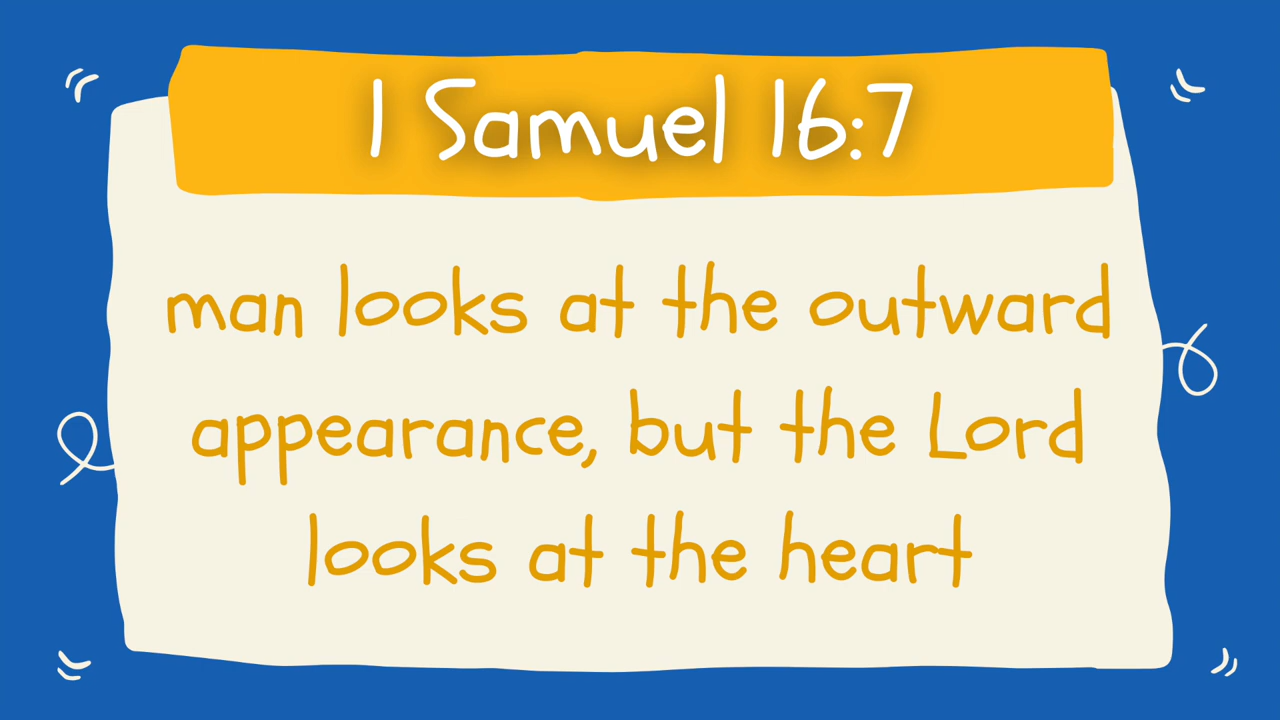 1 Samuel 16:7
man looks at the outward
appearance, but the Lord
looks at the heart